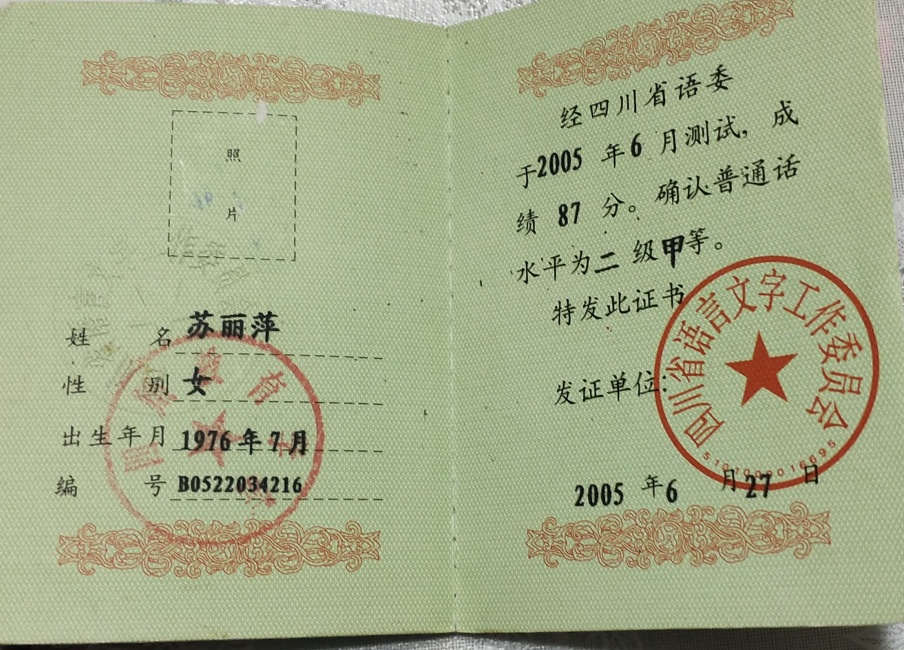 照
片
姓 名 苏丽萍
性 别 女
出生年月 1976年7月
编 号 B0522034216
经四川省语委
于2005年6月测试，成
绩 87 分。确认普通话
水平为二级甲等。
特发此证书
发证单位：
四川省语言文字工作委员会
5101000016695
2005 年6 月27 日